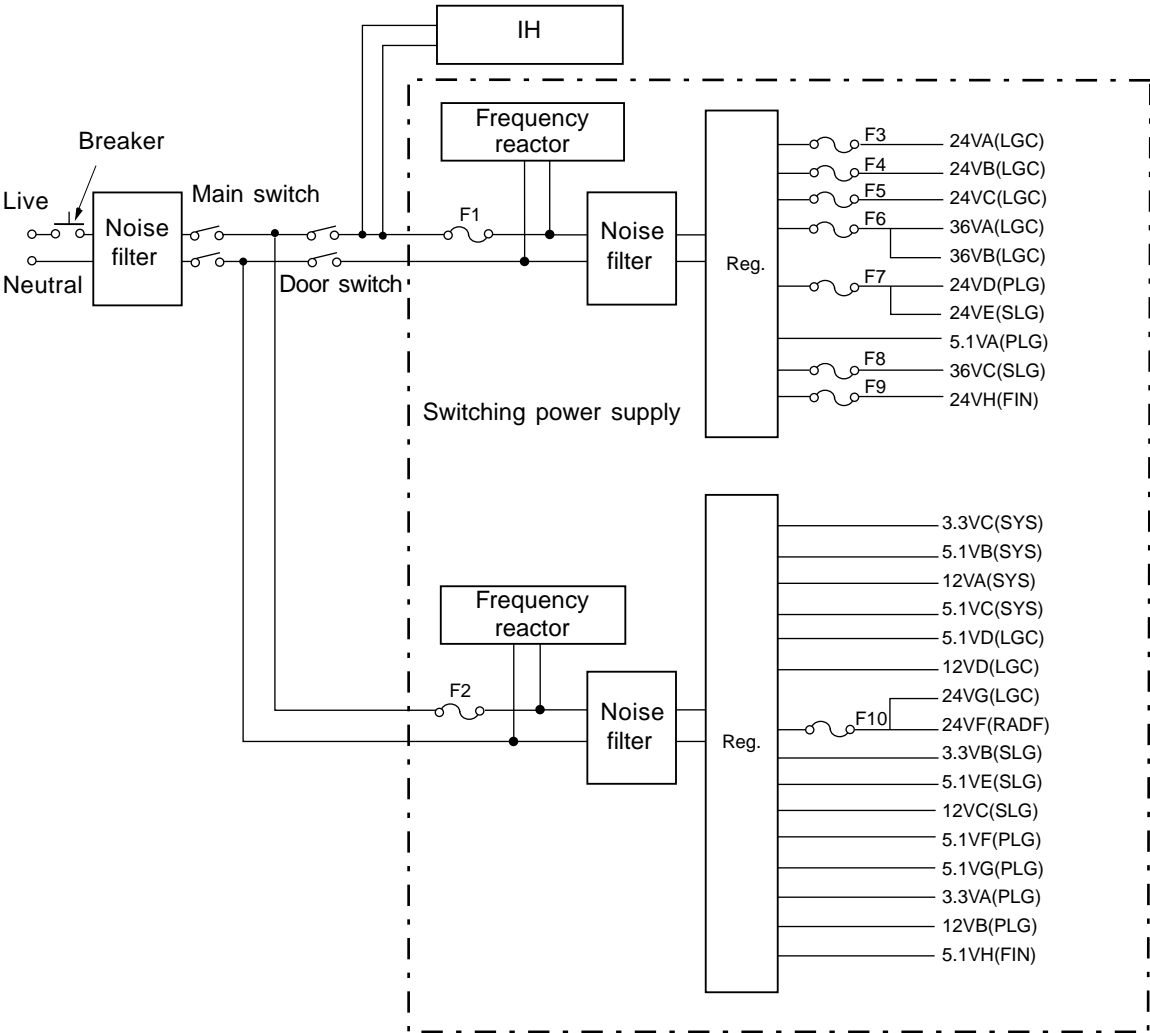 IH
Frequency
reactor
Breaker
Live
Main switch
Noise
filter
F1
Noise
filter
Neutral
Door switch
Reg.
F3
24VA(LGC)
F4
24VB(LGC)
F5
24VC(LGC)
F6
36VA(LGC)
36VB(LGC)
F7
24VD(PLG)
24VE(SLG)
5.1VA(PLG)
F8
36VC(SLG)
F9
24VH(FIN)
Switching power supply
Frequency
reactor
F2
Noise
filter
Reg.
3.3VC(SYS)
5.1VB(SYS)
12VA(SYS)
5.1VC(SYS)
5.1VD(LGC)
12VD(LGC)
24VG(LGC)
F10
24VF(RADF)
3.3VB(SLG)
5.1VE(SLG)
12VC(SLG)
5.1VF(PLG)
5.1VG(PLG)
3.3VA(PLG)
12VB(PLG)
5.1VH(FIN)